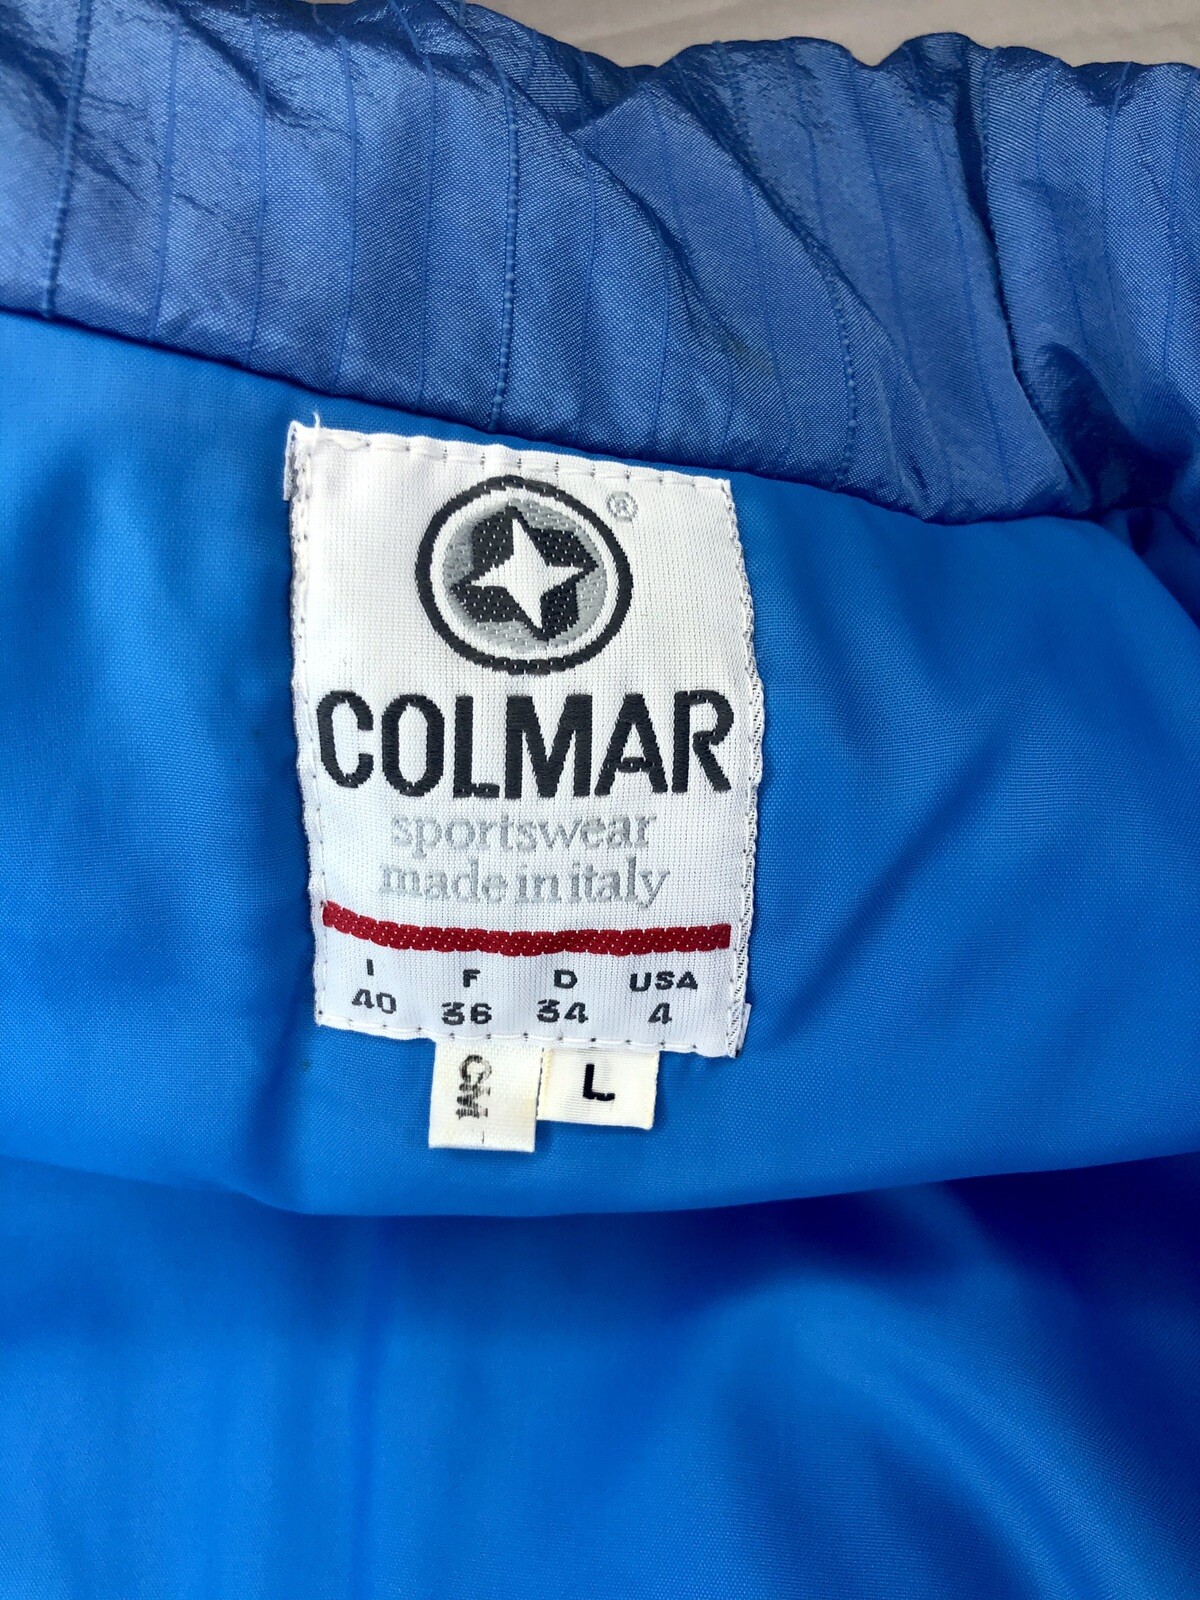 ®
COLMAR
sportswear
made in italy
I F D USA
40 36 34 4
L